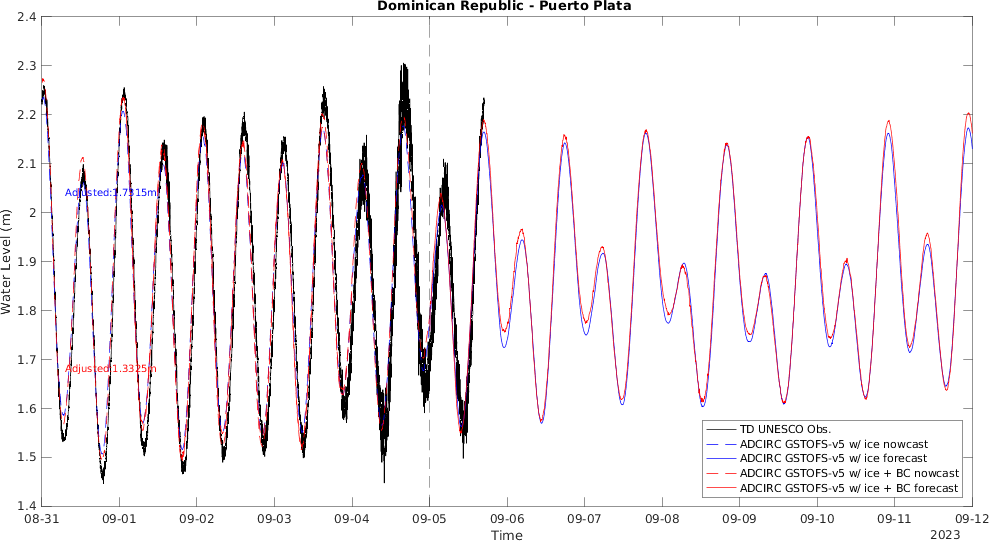 Dominican Republic - Puerto Plata
2.4
2.3
2.2
2.1
2
1.9
1.8
1.7
1.6
1.5
1.4
Water Level (m)
Adjusted:1.7315m
Adjusted:1.3325m
TD UNESCO Obs.
ADCIRC GSTOFS-v5 w/ ice nowcast
ADCIRC GSTOFS-v5 w/ ice forecast
ADCIRC GSTOFS-v5 w/ ice + BC nowcast
ADCIRC GSTOFS-v5 w/ ice + BC forecast
08-31 09-01 09-02 09-03 09-04 09-05 09-06 09-07 09-08 09-09 09-10 09-11 09-12
Time
2023